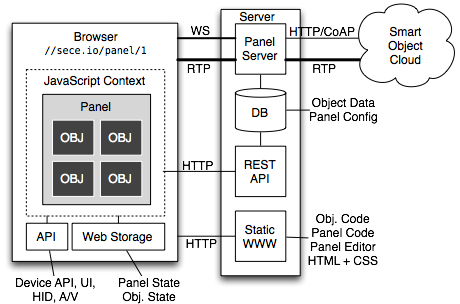 Browser
//sece.io/panel/1
JavaScript Context
Panel
OBJ
OBJ
OBJ
OBJ
API
Web Storage
Device API, UI,
HID, A/V
Panel State
Obj. State
WS
RTP
HTTP
HTTP
Server
Panel
Server
DB
REST
API
Static
WWW
HTTP/CoAP
RTP
Smart
Object
Cloud
Object Data
Panel Config
Obj. Code
Panel Code
Panel Editor
HTML + CSS